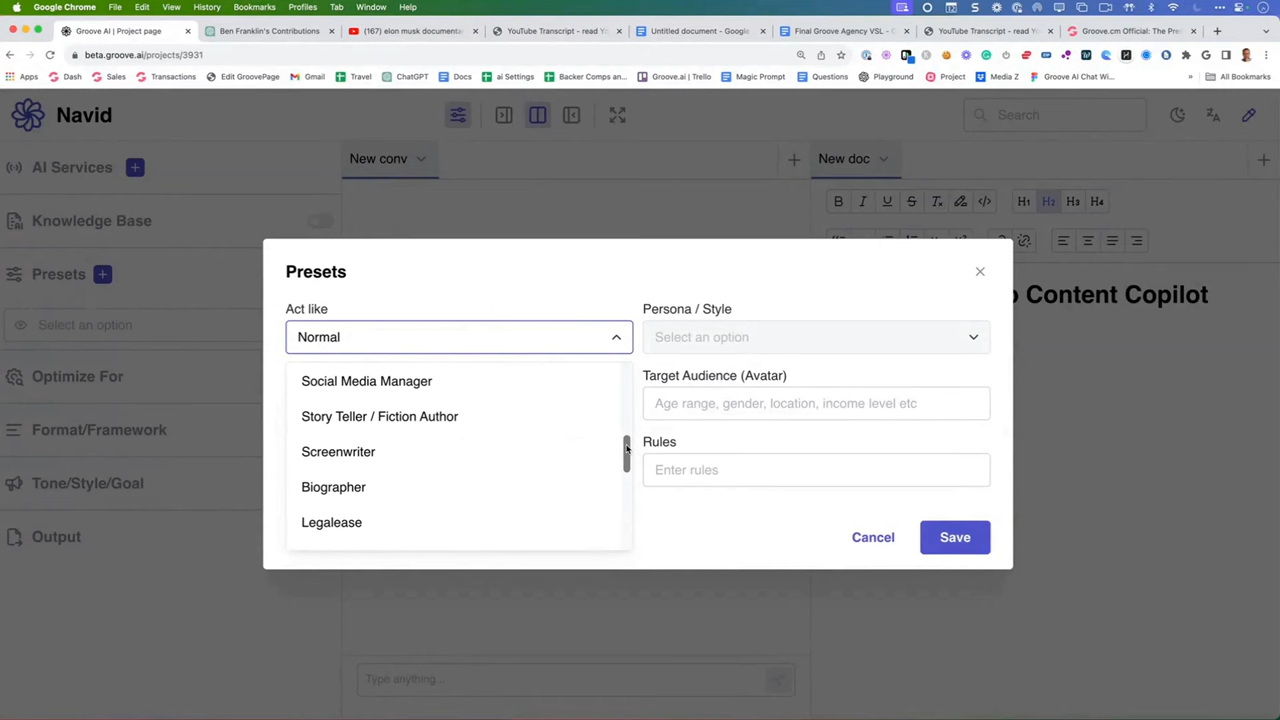 Google Chrome File Edit View History Bookmarks Profiles Tab Window Help
Groove AI | Project page
Ben Franklin's Contributions
(167) elon musk documenta
YouTube Transcript - read Yo
Untitled document - Google
Final Groove Agency VSL - G
YouTube Transcript - read Yo
Groove.cm Official: The Pre
beta.groove.ai/projects/3931
Apps Dash Sales Transactions Edit GroovePage Gmail Travel ChatGPT Docs ai Settings Backer Comps an... Groove.ai | Trello Magic Prompt Questions Playground Project Media Z Groove AI Chat Wi... » All Bookmarks
Navid
Search
AI Services
New conv
New doc
Knowledge Base
B I U S H1 H2 H3 H4
Presets
Select an option
Optimize For
Format/Framework
Tone/Style/Goal
Output
o Content Copilot
Presets
Act like
Normal
Social Media Manager
Story Teller / Fiction Author
Screenwriter
Biographer
Legalease
Persona / Style
Select an option
Target Audience (Avatar)
Age range, gender, location, income level etc
Rules
Enter rules
Cancel
Save
Type anything...